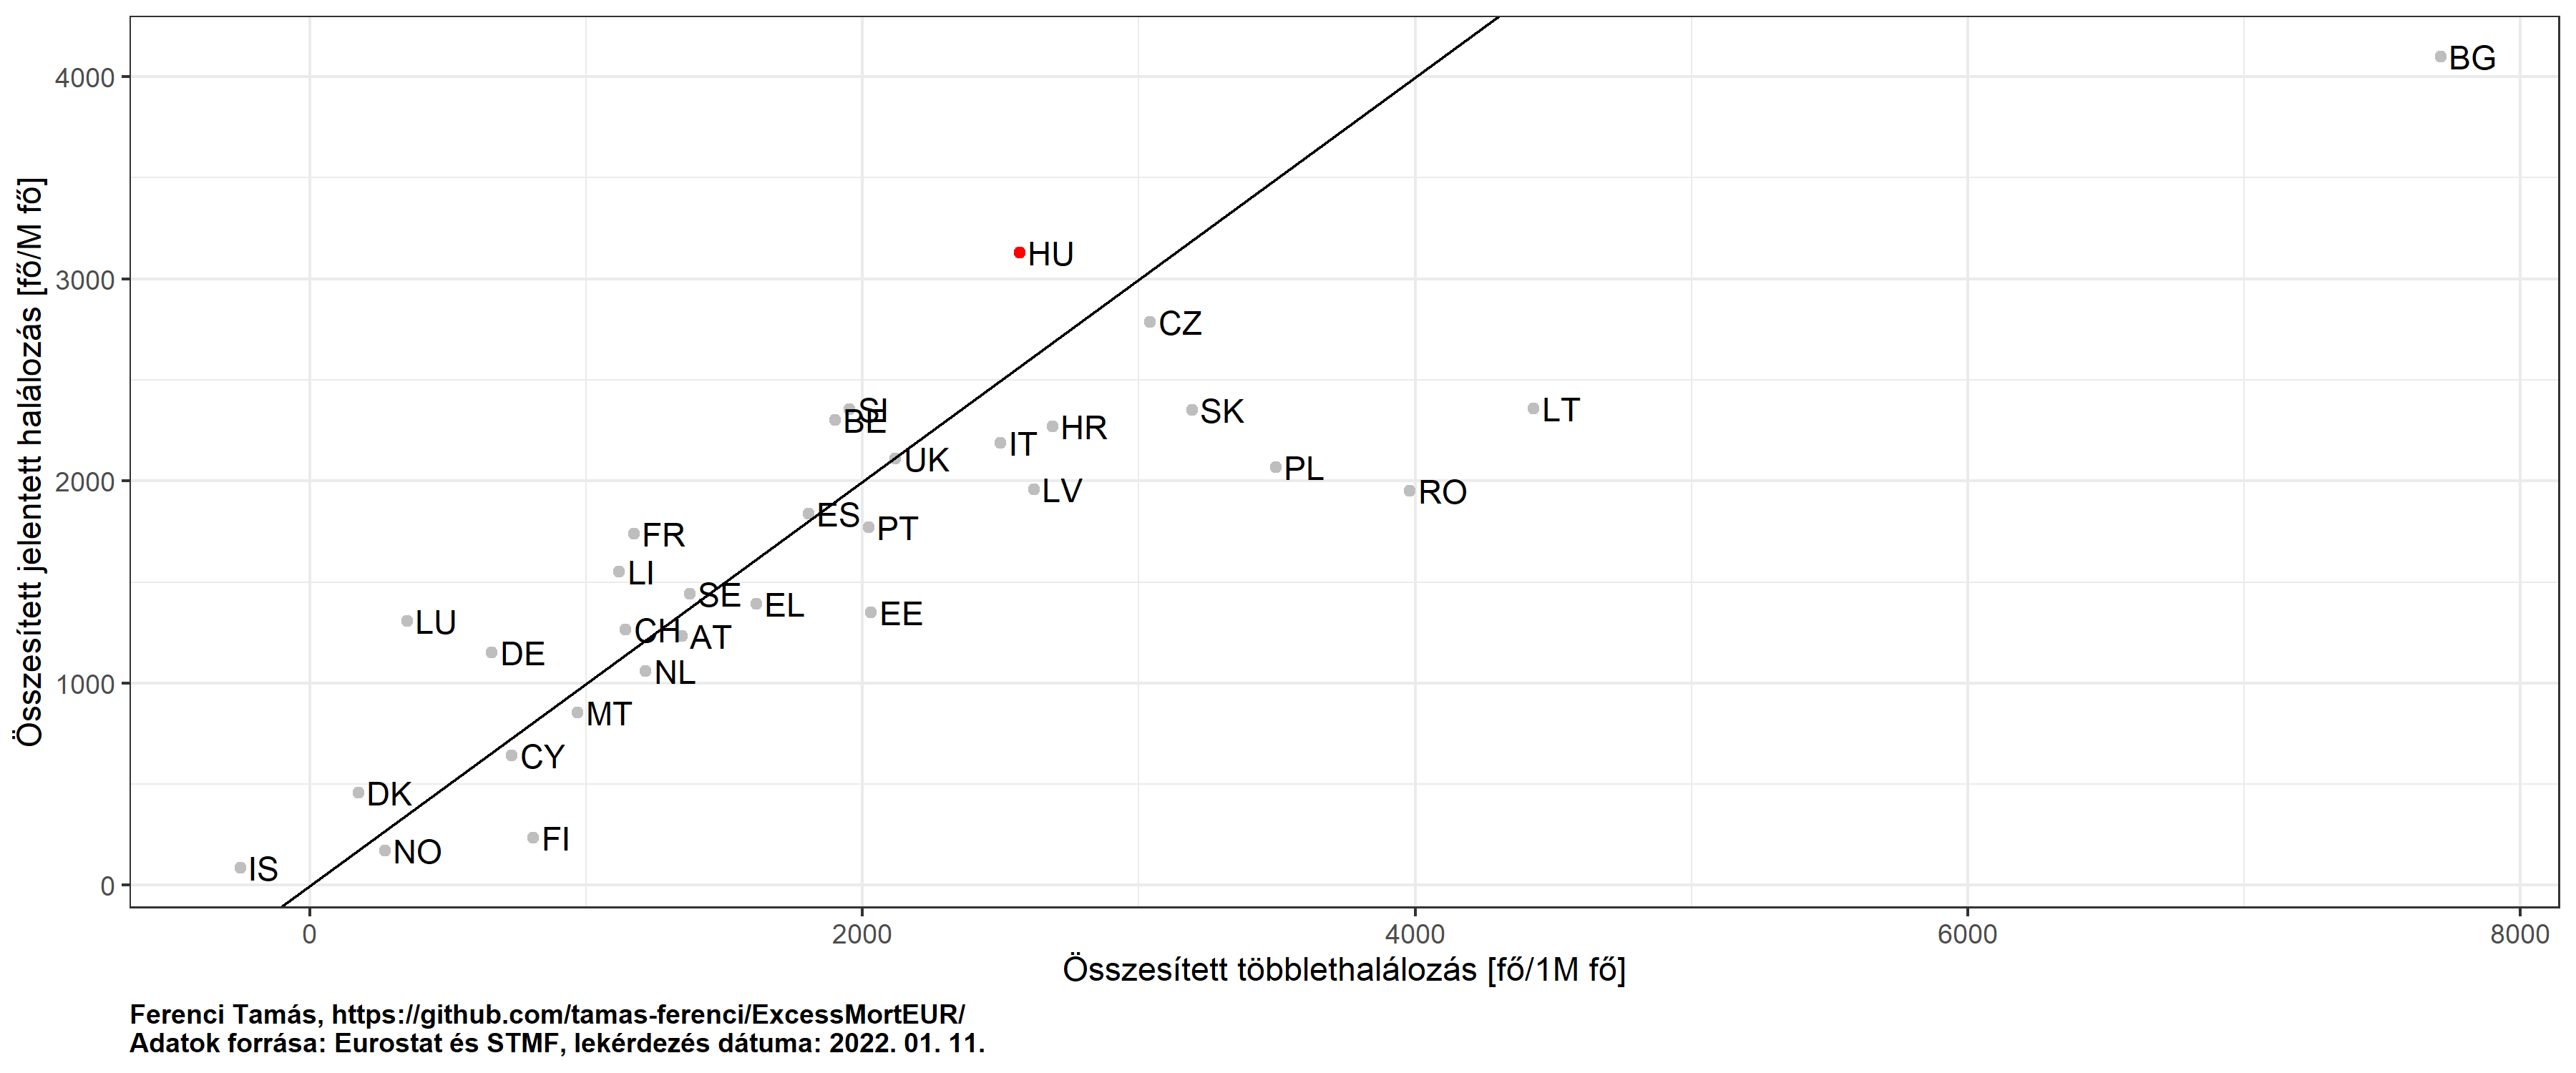 Összesített jelentett halálozás [fő/M fő]
4000
3000
2000
1000
0
BG
HU
CZ
SI
BE
SK
LT
HR
IT
UK
PL
LV
RO
ES
PT
FR
LI
SE
EL
EE
LU
CH
AT
DE
NL
MT
CY
DK
FI
NO
IS
0
2000
4000
6000
8000
Összesített többlethalálozás [fő/1M fő]
Ferenci Tamás, https://github.com/tamas-ferenci/ExcessMortEUR/
Adatok forrása: Eurostat és STMF, lekérdezés dátuma: 2022. 01. 11.